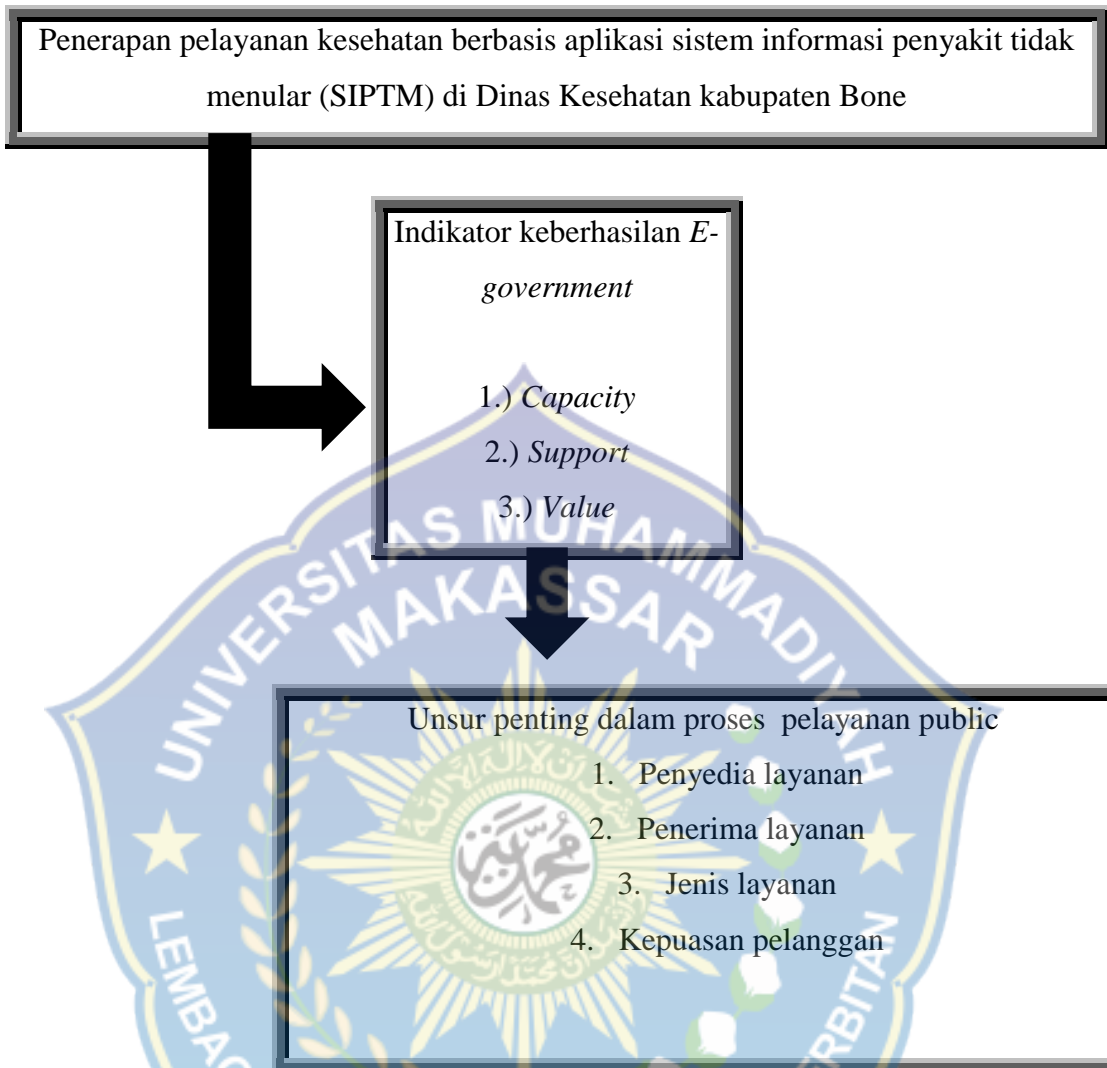 Penerapan pelayanan kesehatan berbasis aplikasi sistem informasi penyakit tidak
menular (SIPTM) di Dinas Kesehatan kabupaten Bone
Indikator keberhasilan E-
government
1.) Capacity
2.) Support
3.) Value
UNIVERSITAS MUHAMMADIYAH
MAKASSAR
Unsur penting dalam proses pelayanan public
1. Penyedia layanan
2. Penerima layanan
3. Jenis layanan
4. Kepuasan pelanggan
محمد